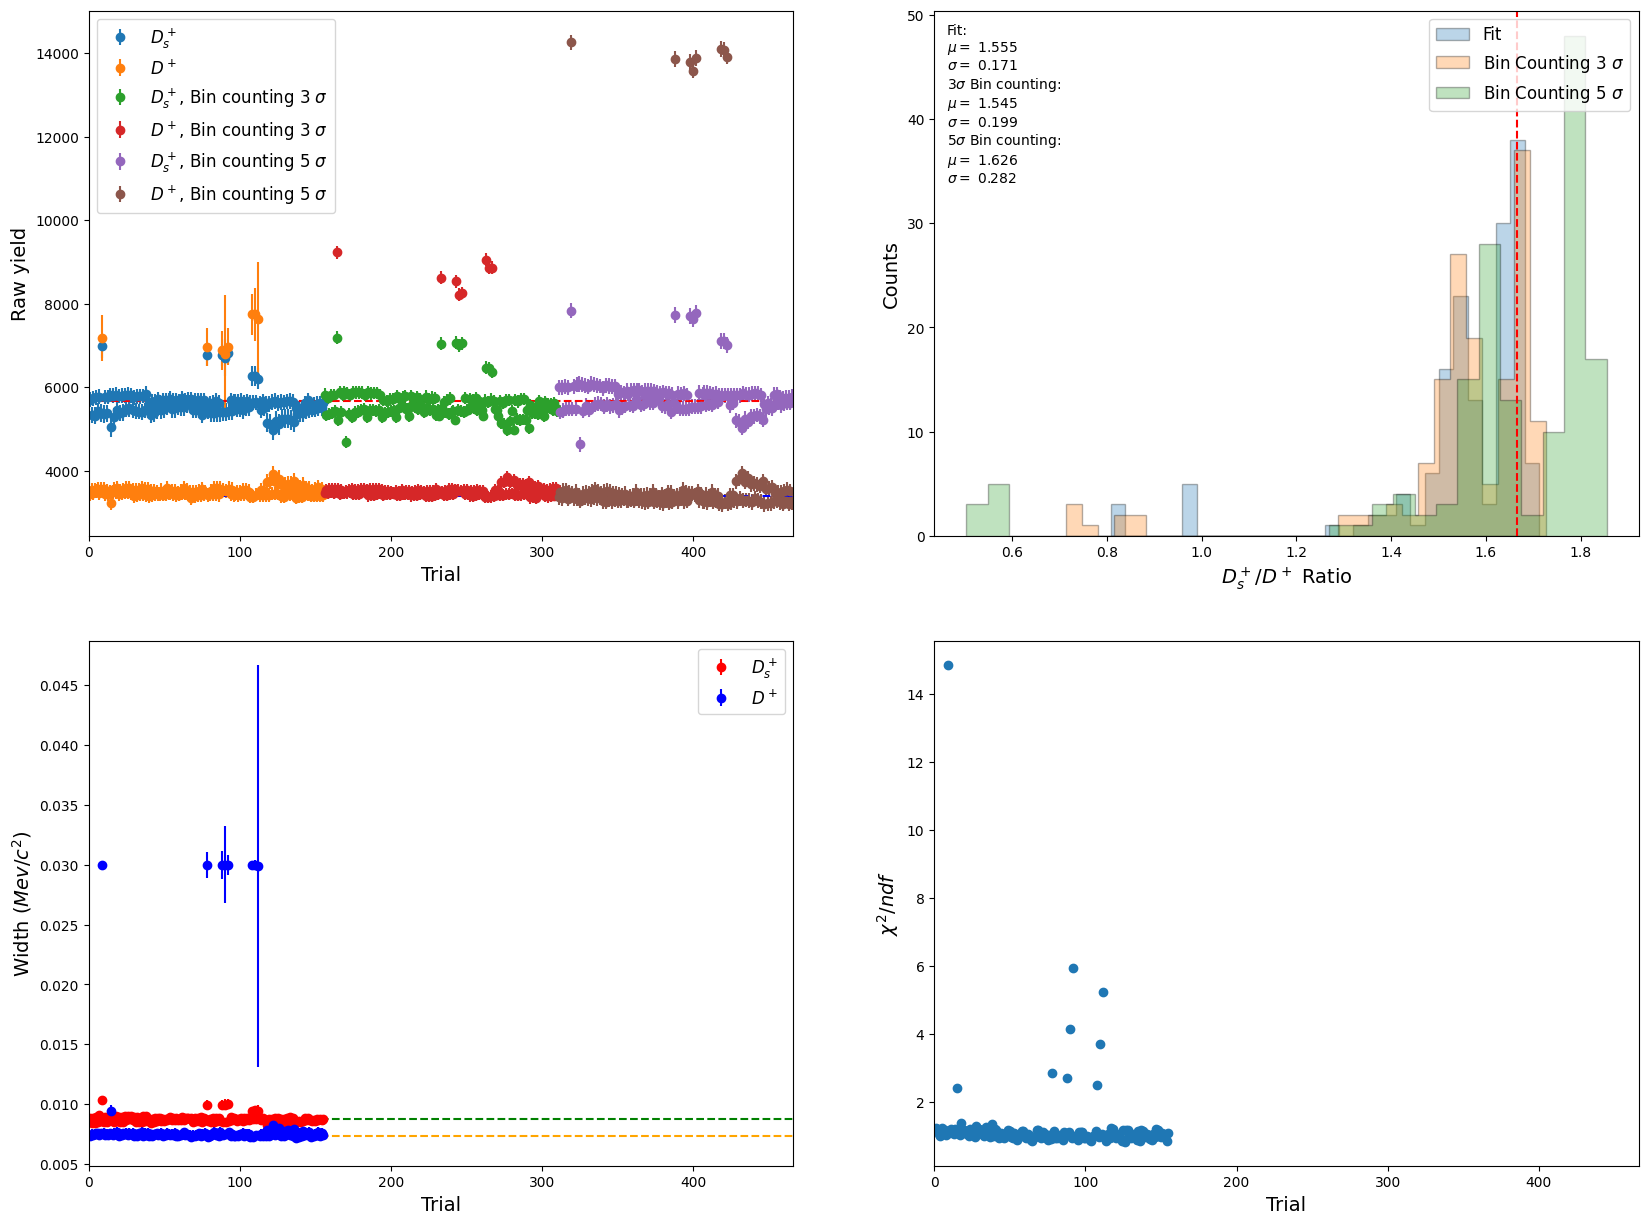 14000
12000
10000
8000
6000
4000
0
100
200
300
400
Raw yield
Trial
D_s^+
D^+
D_s^+, Bin counting 3 σ
D^+, Bin counting 3 σ
D_s^+, Bin counting 5 σ
D^+, Bin counting 5 σ
50
40
30
20
10
0
0.6
0.8
1.0
1.2
1.4
1.6
1.8
Counts
D_s^+/D^+ Ratio
Fit:
μ = 1.555
σ = 0.171
3σ Bin counting:
μ = 1.545
σ = 0.199
5σ Bin counting:
μ = 1.626
σ = 0.282
Fit
Bin Counting 3 σ
Bin Counting 5 σ
0.045
0.040
0.035
0.030
0.025
0.020
0.015
0.010
0.005
0
100
200
300
400
Width (Mev/c^2)
Trial
D_s^+
D^+
14
12
10
8
6
4
2
0
100
200
300
400
χ^2/ndf
Trial